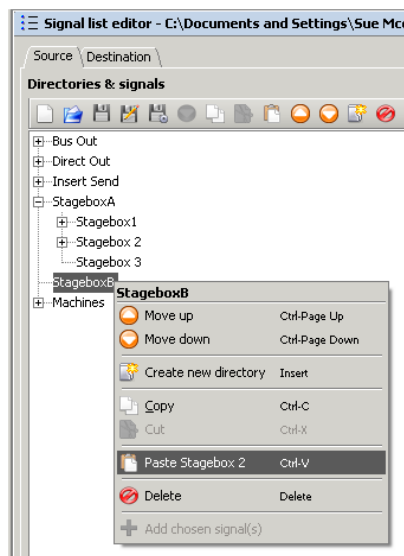 Signal list editor - C:\Documents and Settings\Sue Mc
Source Destination
Directories & signals
Bus Out
Direct Out
Insert Send
StageboxA
Stagebox1
Stagebox 2
Stagebox 3
StageboxB
Machines
StageboxB
Move up Ctrl-Page Up
Move down Ctrl-Page Down
Create new directory Insert
Copy Ctrl-C
Cut Ctrl-X
Paste Stagebox 2 Ctrl-V
Delete Delete
Add chosen signal(s)